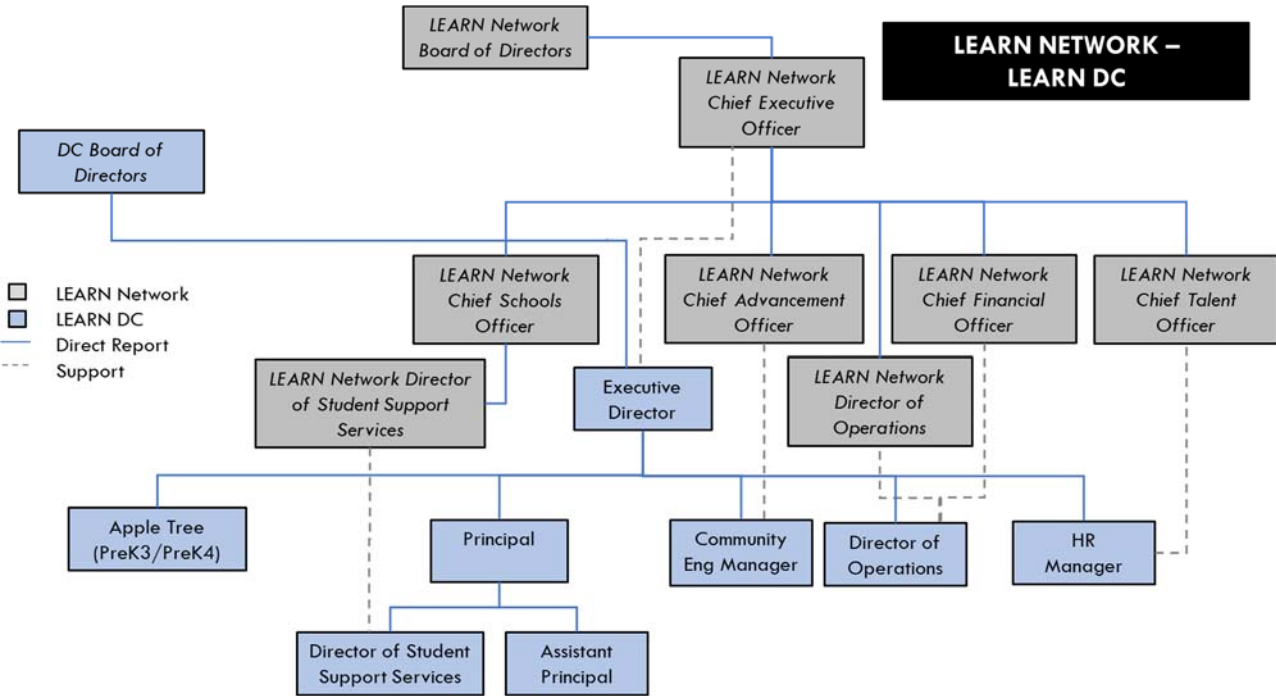 LEARN Network
Board of Directors
LEARN NETWORK –
LEARN DC
LEARN Network
Chief Executive
Officer
DC Board of
Directors
LEARN Network
LEARN DC
Direct Report
Support
LEARN Network
Chief Schools
Officer
LEARN Network
Chief Advancement
Officer
LEARN Network
Chief Financial
Officer
LEARN Network
Chief Talent
Officer
LEARN Network Director
of Student Support
Services
Executive
Director
LEARN Network
Director of
Operations
Apple Tree
(PreK3/PreK4)
Principal
Community
Eng Manager
Director of
Operations
HR
Manager
Director of Student
Support Services
Assistant
Principal